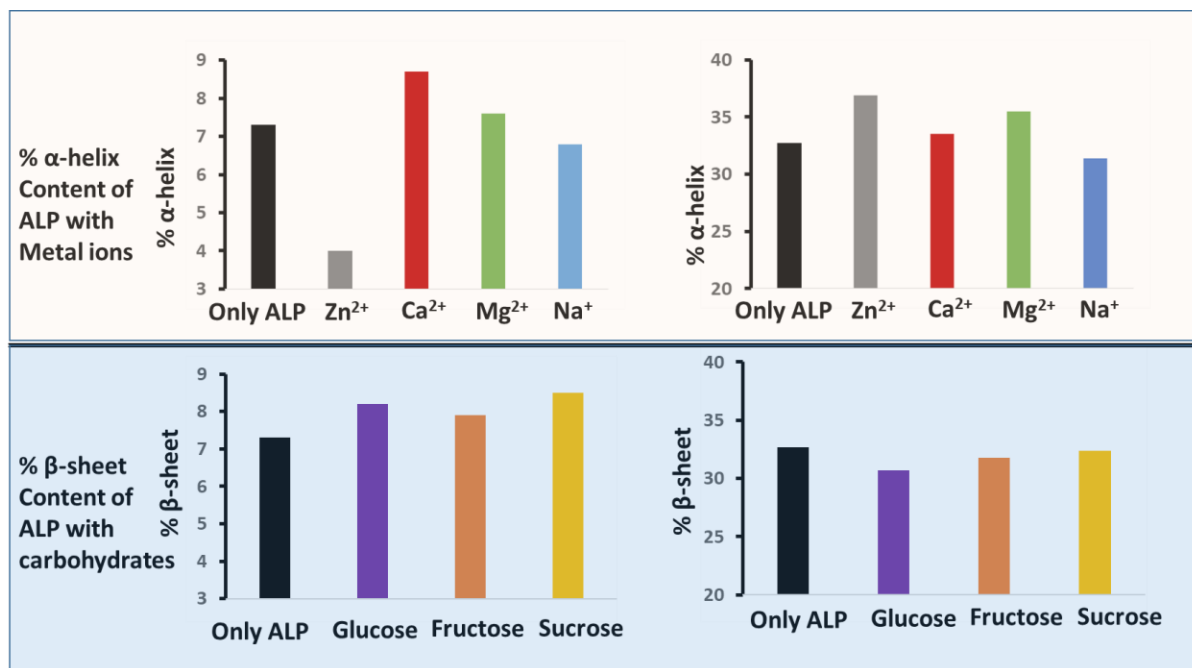 % α-helix
Content of
ALP with
Metal ions
% α-helix
9
8
7
6
5
4
3
Only ALP Zn²⁺ Ca²⁺ Mg²⁺ Na⁺
% α-helix
40
35
30
25
20
Only ALP Zn²⁺ Ca²⁺ Mg²⁺ Na⁺
% β-sheet
Content of
ALP with
carbohydrates
% β-sheet
9
8
7
6
5
4
3
Only ALP Glucose Fructose Sucrose
% β-sheet
40
35
30
25
20
Only ALP Glucose Fructose Sucrose